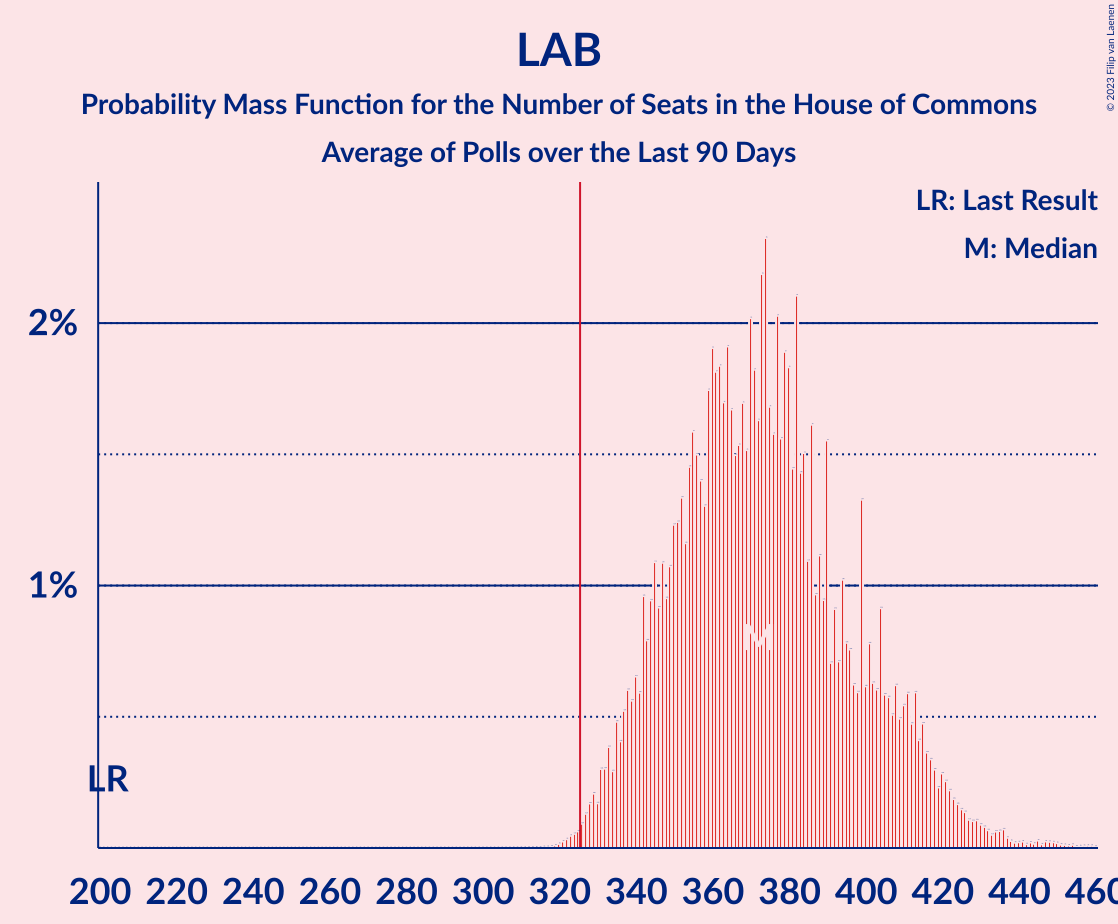 LAB
Probability Mass Function for the Number of Seats in the House of Commons
Average of Polls over the Last 90 Days
© 2023 Filip van Laenen
LR: Last Result
M: Median
2%
1%
M
LR
200 220 240 260 280 300 320 340 360 380 400 420 440 460